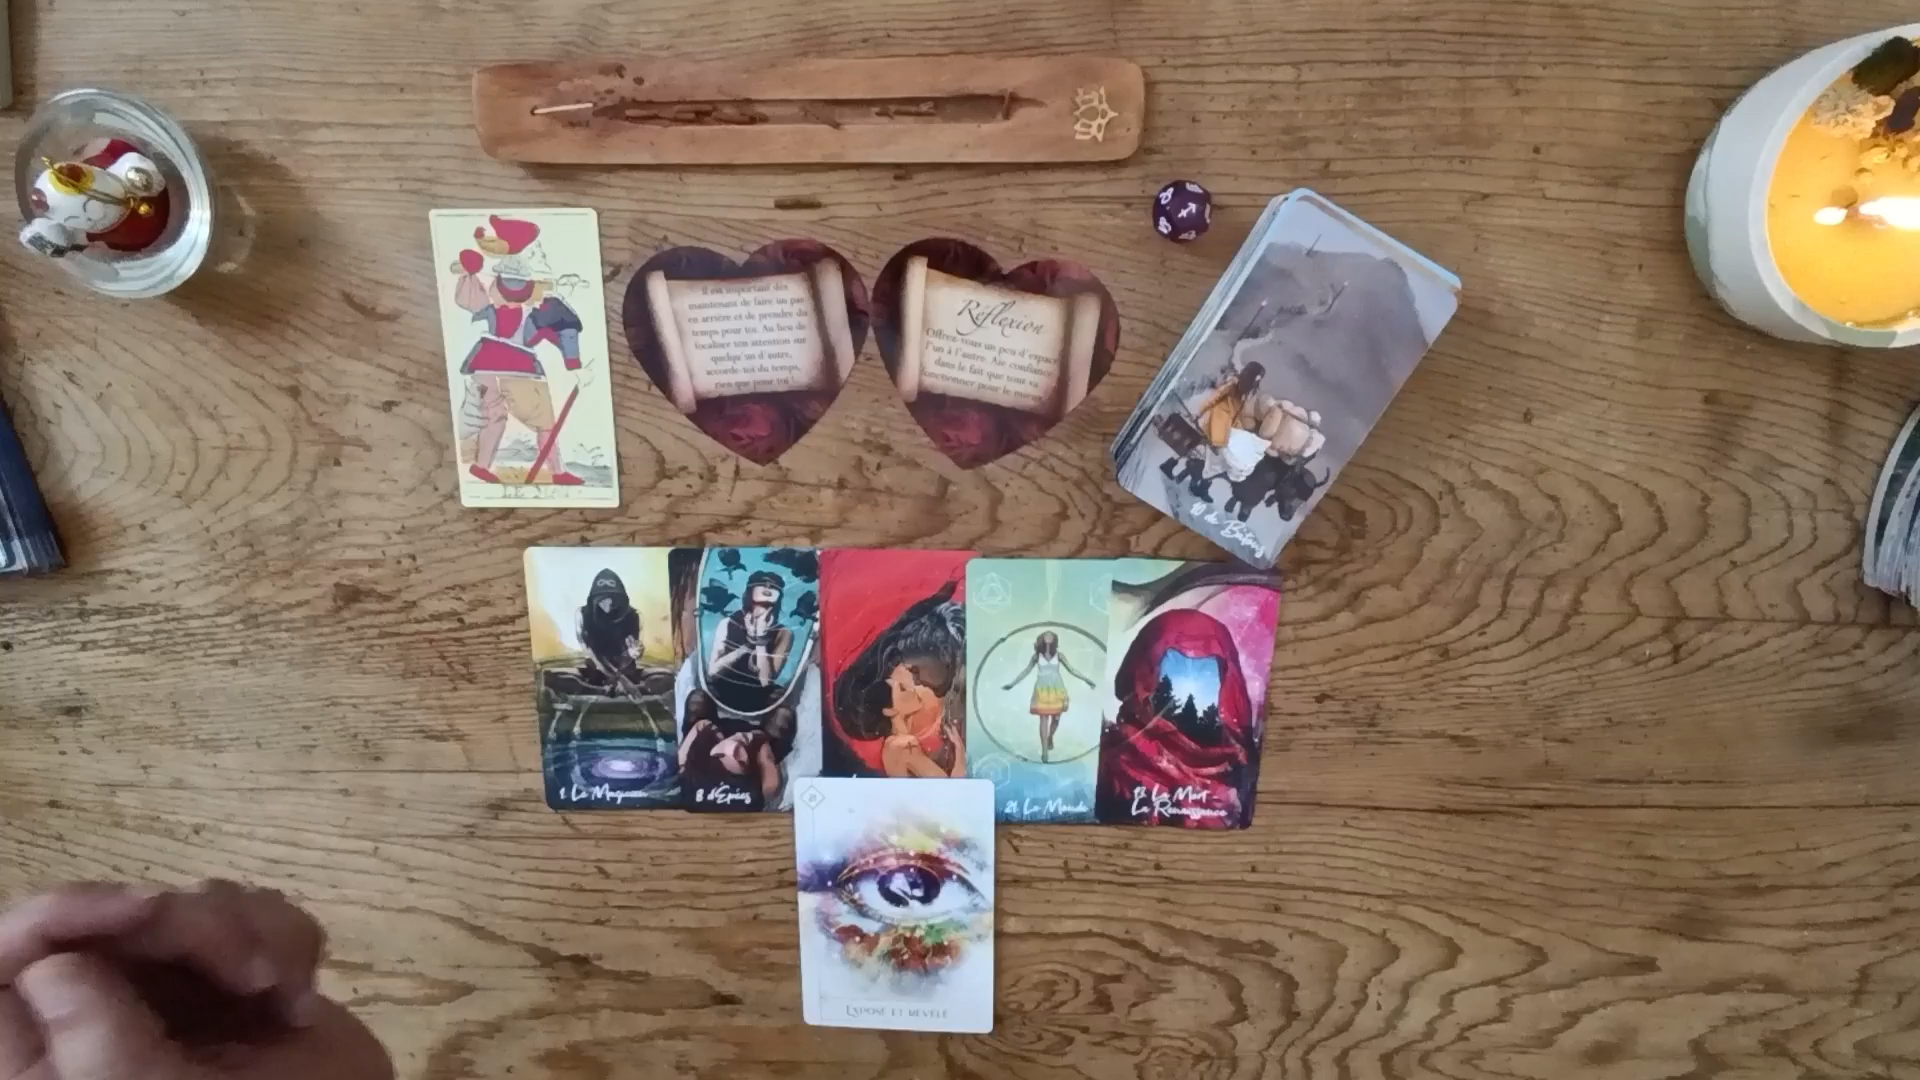 LE
Il est important dès
maintenant de faire un pas
en arrière et de prendre du
temps pour toi. Au lieu de
focaliser ton attention sur
quelqu'un d'autre,
accorde-toi du temps,
rien que pour toi !
Réflexion
Offrez-vous un peu d'espace
l'un à l'autre. Aie confiance
dans le fait que tout va
fonctionner pour le mieux.
10 de Bâtons
1. Le Magicien
8 d'Épées
21. Le Monde
13. La Mort -
La Renaissance
EXPOSÉ ET RÉVÉLÉ